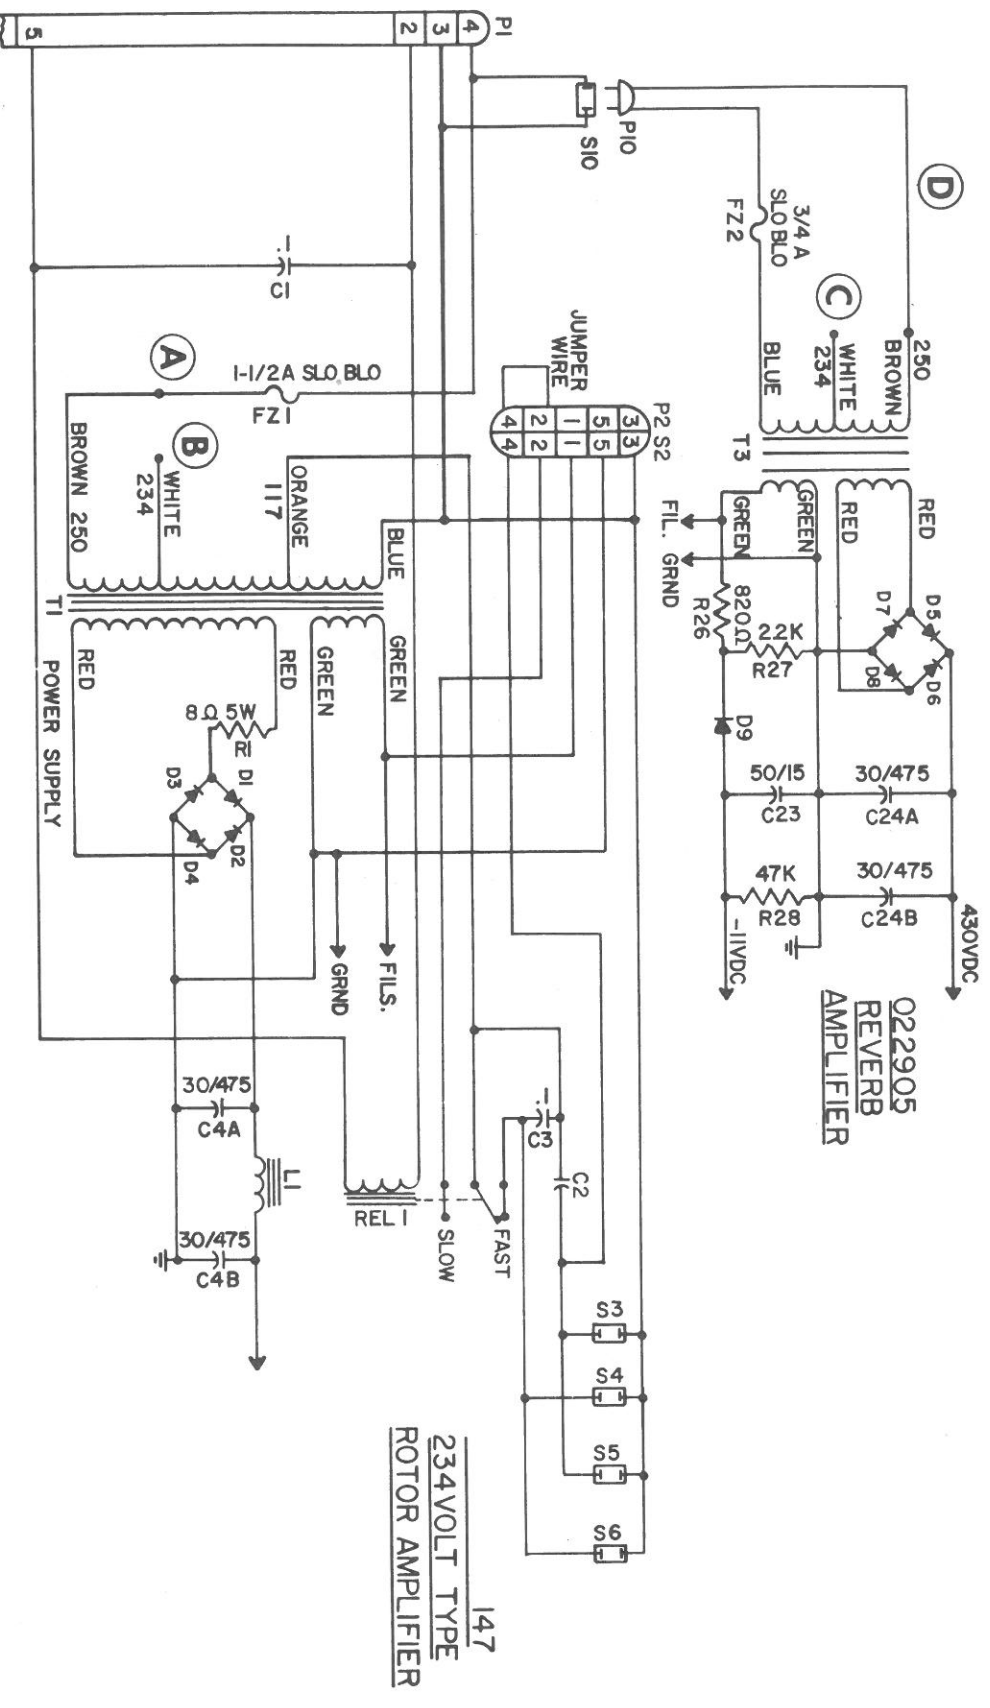 P1
4
3
2
5
P10
S10
D
3/4 A
SLO BLO
FZ2
C
250
BROWN
WHITE
234
BLUE
T3
RED
RED
GREEN
GREEN
FIL.
GRND
820Ω
R26
2.2K
R27
D5
D6
D7
D8
D9
50/15
C23
30/475
C24A
47K
R28
30/475
C24B
430VDC
-11VDC
022905
REVERB
AMPLIFIER
.1
C1
A
1-1/2A SLO BLO
FZ1
B
JUMPER
WIRE
P2 S2
4 2 1 5 3
4 2 1 5 3
BROWN 250
WHITE
234
ORANGE
117
BLUE
T1
RED
RED
GREEN
GREEN
POWER SUPPLY
8Ω 5W
R1
D1
D2
D3
D4
GRND
FILS.
30/475
C4A
L1
30/475
C4B
REL 1
SLOW
FAST
.1
C3
C2
S3
S4
S5
S6
147
234VOLT TYPE
ROTOR AMPLIFIER